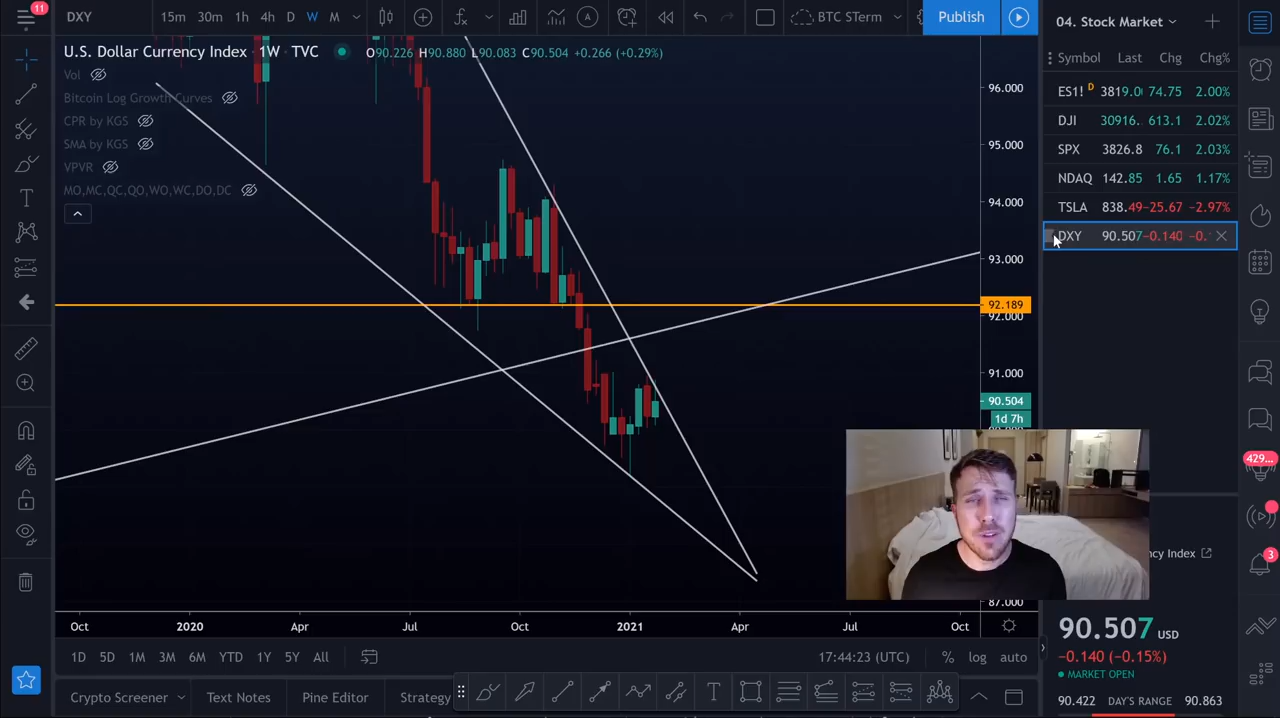 11
DXY 15m 30m 1h 4h D W M BTC STerm Publish 04. Stock Market
U.S. Dollar Currency Index · 1W · TVC O90.226 H90.880 L90.083 C90.504 +0.266 (+0.29%)
Vol
Bitcoin Log Growth Curves
CPR by KGS
SMA by KGS
VPVR
MO,MC,QC,QO,WO,WC,DO,DC
96.000
95.000
94.000
93.000
92.189
92.000
91.000
90.504
1d 7h
87.000
Symbol Last Chg Chg%
ES1! D 3819.0 74.75 2.00%
DJI 30916. 613.1 2.02%
SPX 3826.8 76.1 2.03%
NDAQ 142.85 1.65 1.17%
TSLA 838.49 -25.67 -2.97%
DXY 90.507 -0.140 -0.
429...
3
cy Index
90.507 USD
-0.140 (-0.15%)
MARKET OPEN
90.422 DAY'S RANGE 90.863
Oct 2020 Apr Jul Oct 2021 Apr Jul Oct
1D 5D 1M 3M 6M YTD 1Y 5Y All 17:44:23 (UTC) % log auto
Crypto Screener Text Notes Pine Editor Strategy